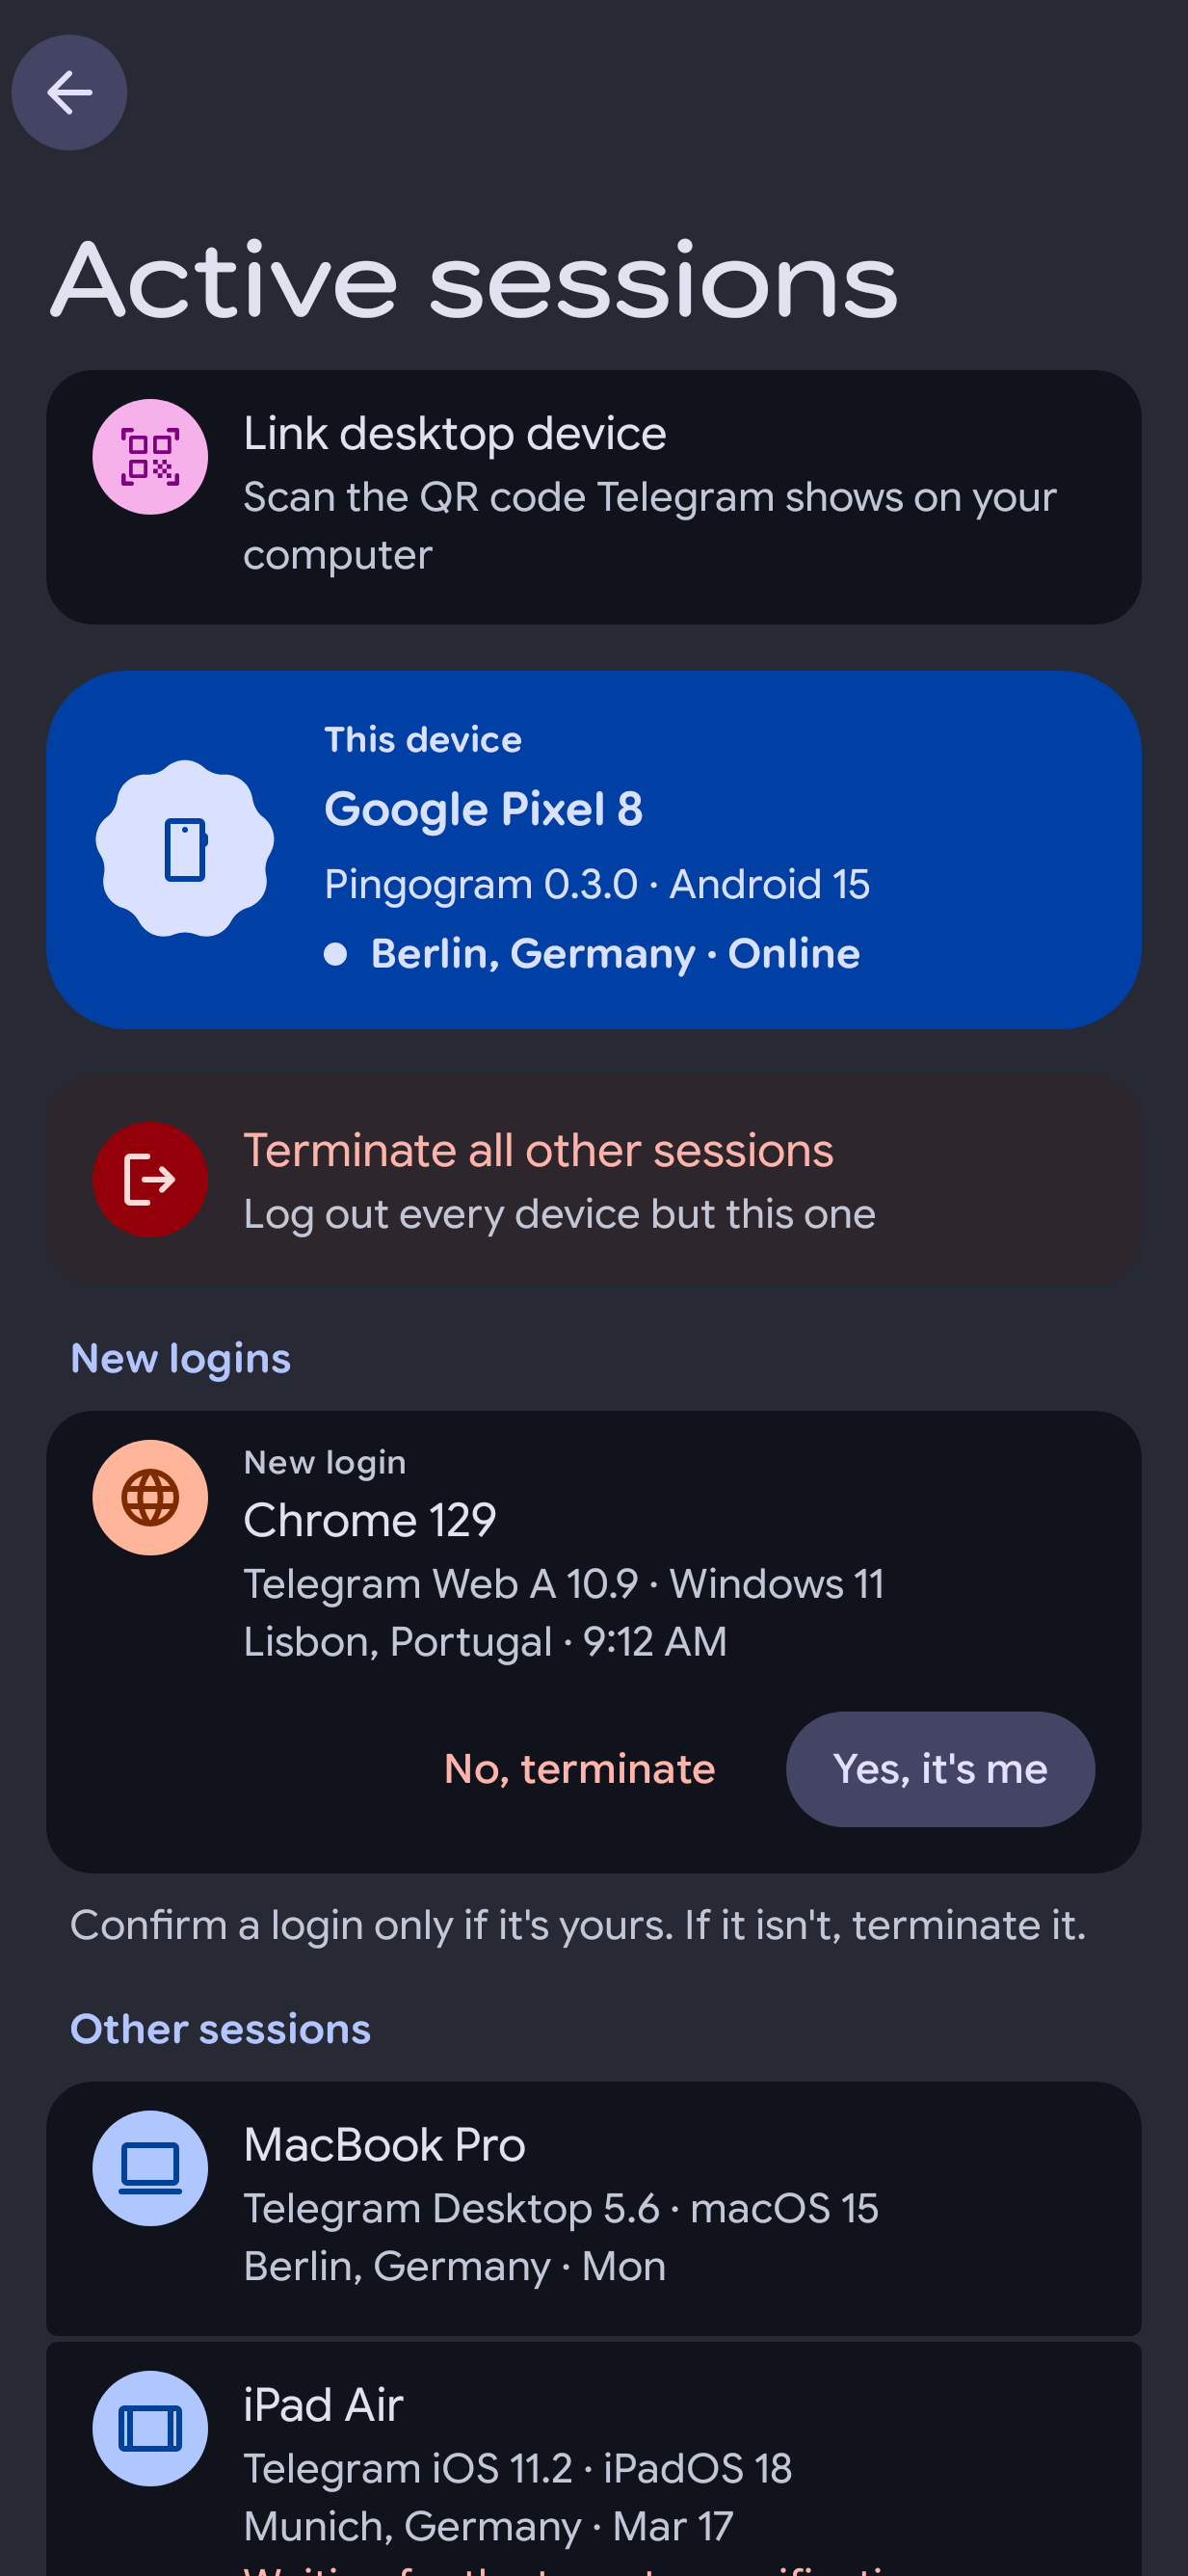 Active sessions
Link desktop device
Scan the QR code Telegram shows on your
computer
This device
Google Pixel 8
Pingogram 0.3.0 · Android 15
Berlin, Germany · Online
Terminate all other sessions
Log out every device but this one
New logins
New login
Chrome 129
Telegram Web A 10.9 · Windows 11
Lisbon, Portugal · 9:12 AM
No, terminate
Yes, it's me
Confirm a login only if it's yours. If it isn't, terminate it.
Other sessions
MacBook Pro
Telegram Desktop 5.6 · macOS 15
Berlin, Germany · Mon
iPad Air
Telegram iOS 11.2 · iPadOS 18
Munich, Germany · Mar 17